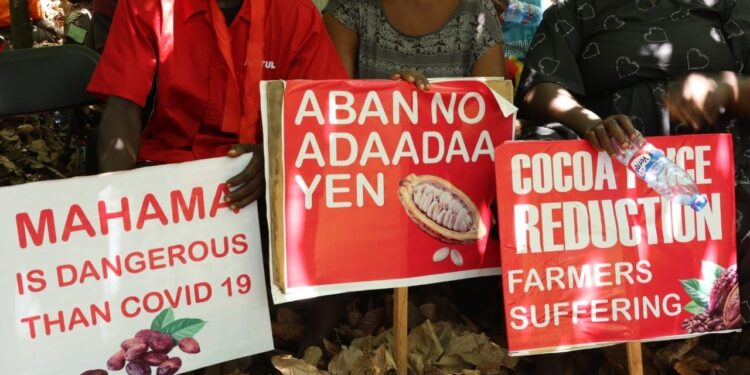 MAHAMA
IS DANGEROUS
THAN COVID 19
ABAN NO
ADAADAA
YEN
COCOA
REDUCTION
FARMERS
SUFFERING